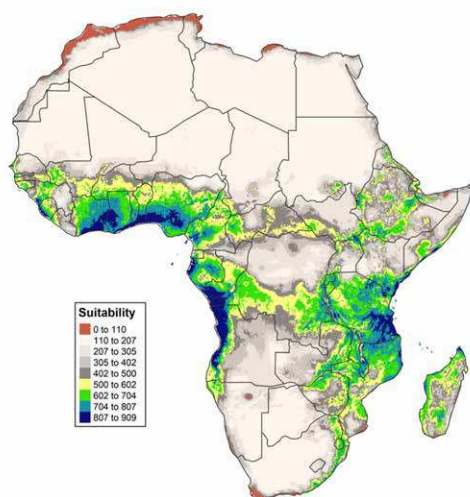 Suitability
0 to 110
110 to 207
207 to 305
305 to 402
402 to 500
500 to 602
602 to 704
704 to 807
807 to 909